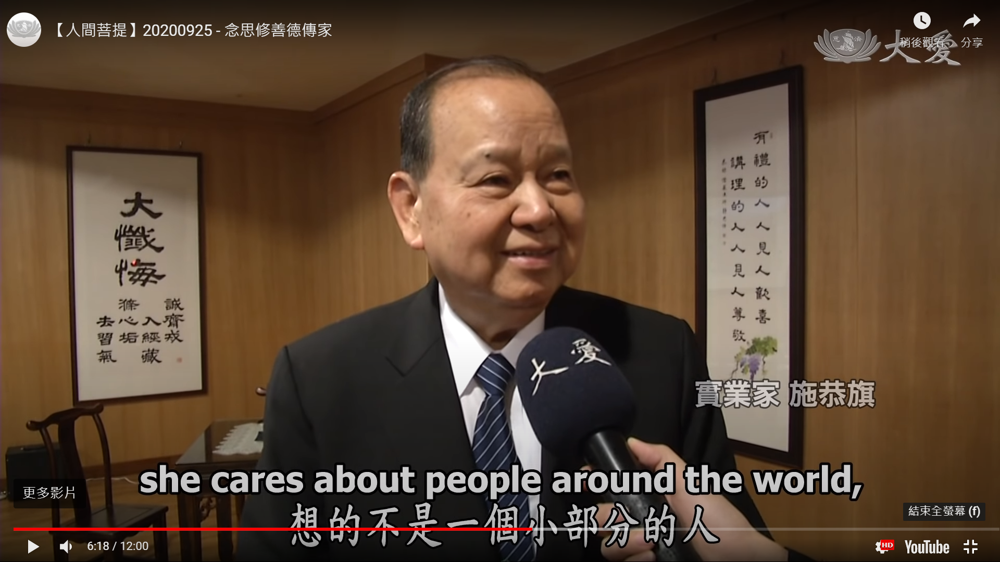 【人間菩提】20200925 - 念思修善德傳家
稍後觀看
分享
慈濟
大愛
有禮的人人見人歡喜
講理的人人見人尊敬
大懺悔
誠齋戒
入經藏
滌心垢
去習氣
大愛
實業家 施恭旗
she cares about people around the world,
想的不是一個小部分的人
更多影片
結束全螢幕 (f)
6:18 / 12:00
HD
YouTube